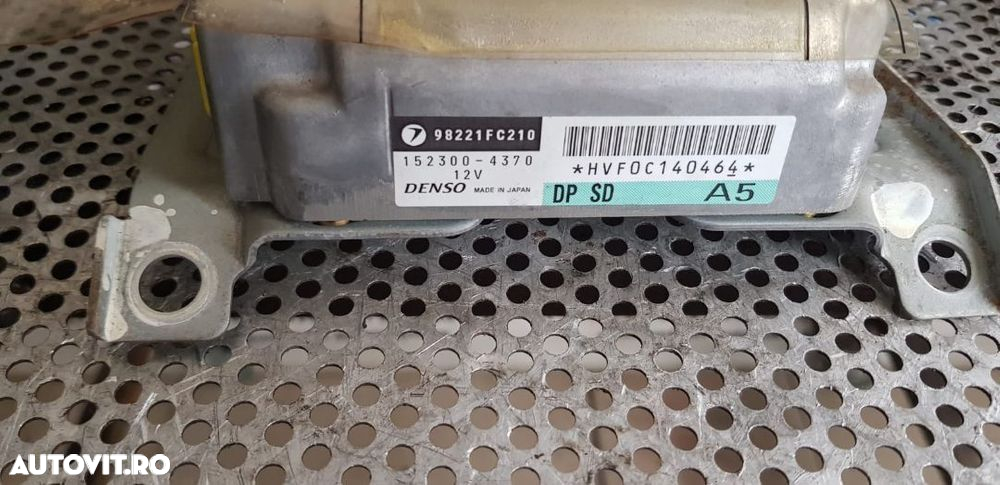 98221FC210
152300-4370
12V
DENSO MADE IN JAPAN
*HVF0C140464*
DP SD A5
AUTOVIT.RO